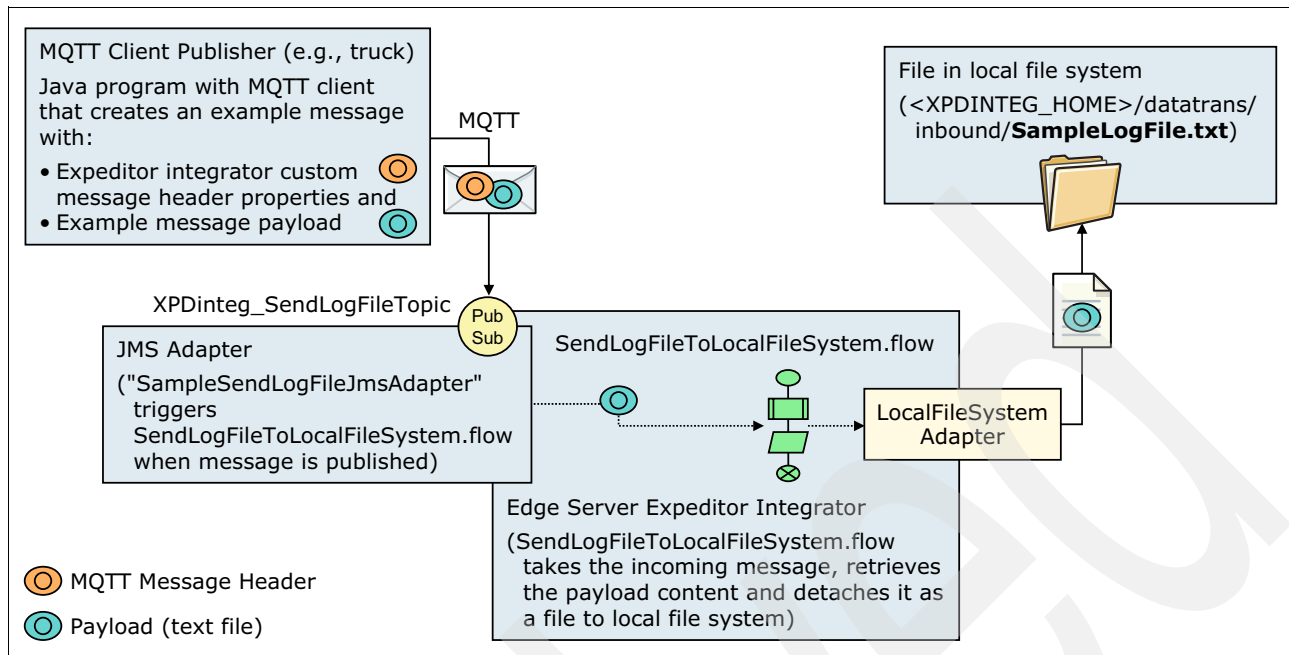 MQTT Client Publisher (e.g., truck)
Java program with MQTT client
that creates an example message
with:
• Expeditor integrator custom
message header properties and
• Example message payload
MQTT
File in local file system
(<XPDINTEG_HOME>/datatrans/
inbound/SampleLogFile.txt)
XPDinteg_SendLogFileTopic
Pub
Sub
JMS Adapter
("SampleSendLogFileJmsAdapter"
triggers
SendLogFileToLocalFileSystem.flow
when message is published)
SendLogFileToLocalFileSystem.flow
LocalFileSystem
Adapter
Edge Server Expeditor Integrator
(SendLogFileToLocalFileSystem.flow
takes the incoming message, retrieves
the payload content and detaches it as
a file to local file system)
MQTT Message Header
Payload (text file)